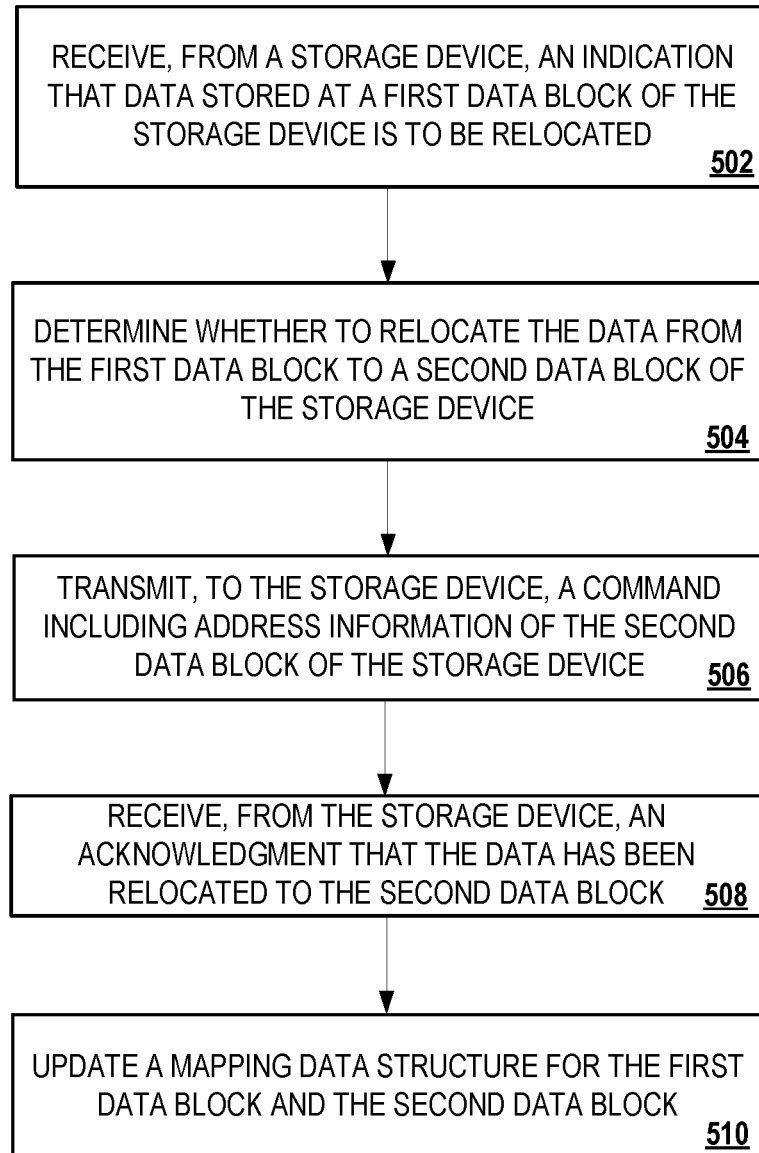 RECEIVE, FROM A STORAGE DEVICE, AN INDICATION
THAT DATA STORED AT A FIRST DATA BLOCK OF THE
STORAGE DEVICE IS TO BE RELOCATED
502
DETERMINE WHETHER TO RELOCATE THE DATA FROM
THE FIRST DATA BLOCK TO A SECOND DATA BLOCK OF
THE STORAGE DEVICE
504
TRANSMIT, TO THE STORAGE DEVICE, A COMMAND
INCLUDING ADDRESS INFORMATION OF THE SECOND
DATA BLOCK OF THE STORAGE DEVICE
506
RECEIVE, FROM THE STORAGE DEVICE, AN
ACKNOWLEDGMENT THAT THE DATA HAS BEEN
RELOCATED TO THE SECOND DATA BLOCK
508
UPDATE A MAPPING DATA STRUCTURE FOR THE FIRST
DATA BLOCK AND THE SECOND DATA BLOCK
510